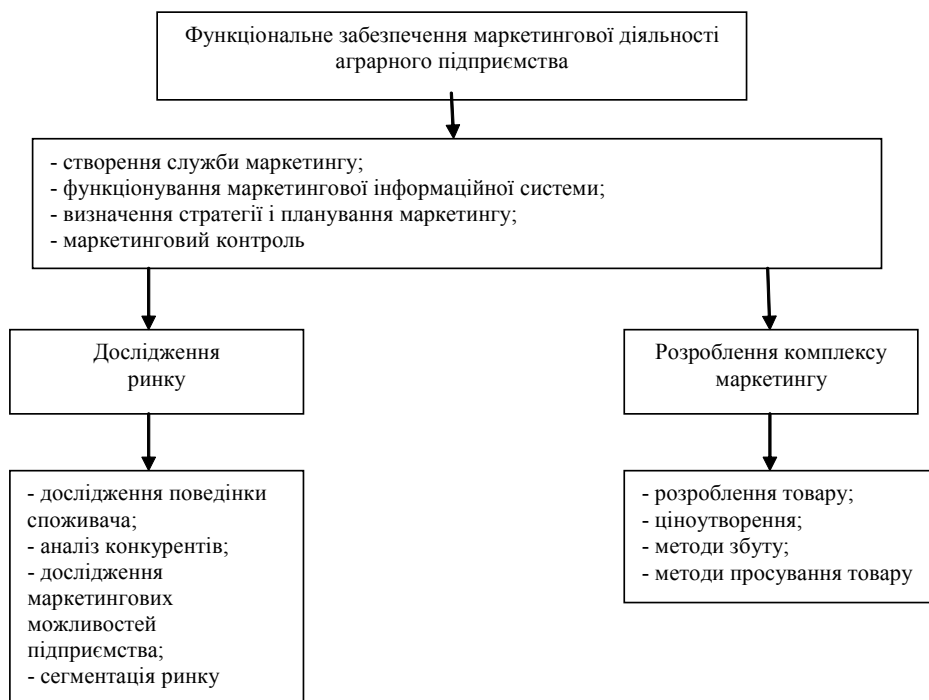 Функціональне забезпечення маркетингової діяльності
аграрного підприємства
- створення служби маркетингу;
- функціонування маркетингової інформаційної системи;
- визначення стратегії і планування маркетингу;
- маркетинговий контроль
Дослідження
ринку
Розроблення комплексу
маркетингу
- дослідження поведінки
споживача;
- аналіз конкурентів;
- дослідження
маркетингових
можливостей
підприємства;
- сегментація ринку
- розроблення товару;
- ціноутворення;
- методи збуту;
- методи просування товару